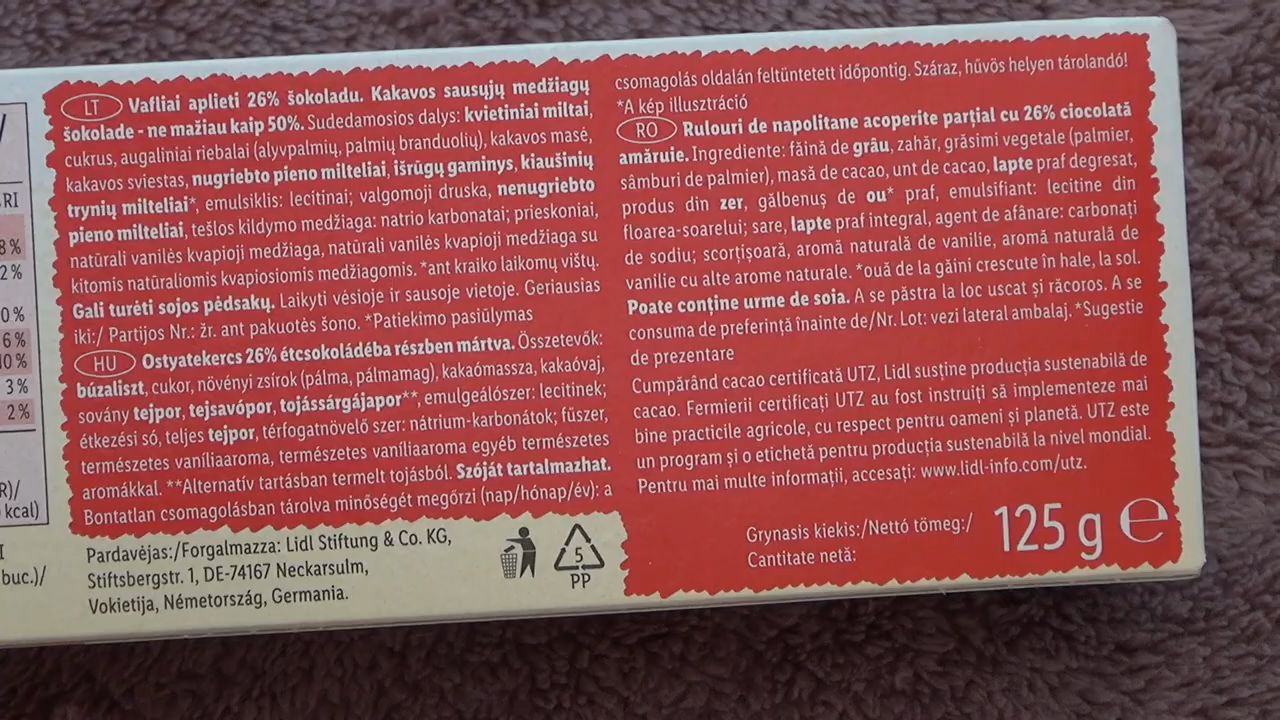 RI
8 %
2 %
0 %
6 %
10 %
3 %
2 %
R)/
kcal)
buc.)/
LT Vafliai aplieti 26% šokoladu. Kakavos sausųjų medžiagų
šokolade - ne mažiau kaip 50%. Sudedamosios dalys: kvietiniai miltai,
cukrus, augaliniai riebalai (alyvpalmių, palmių branduolių), kakavos masė,
kakavos sviestas, nugriebto pieno milteliai, išrūgų gaminys, kiaušinių
trynių milteliai*, emulsiklis: lecitinai; valgomoji druska, nenugriebto
pieno milteliai, tešlos kildymo medžiaga: natrio karbonatai; prieskoniai,
natūrali vanilės kvapioji medžiaga, natūrali vanilės kvapioji medžiaga su
kitomis natūraliomis kvapiosiomis medžiagomis. *ant kraiko laikomų vištų.
Gali turėti sojos pėdsakų. Laikyti vėsioje ir sausoje vietoje. Geriausias
iki:/ Partijos Nr.: žr. ant pakuotės šono. *Patiekimo pasiūlymas
HU Ostyatekercs 26% étcsokoládéba részben mártva. Összetevők:
búzaliszt, cukor, növényi zsírok (pálma, pálmamag), kakaómassza, kakaóvaj,
sovány tejpor, tejsavópor, tojássárgájapor**, emulgeálószer: lecitinek;
étkezési só, teljes tejpor, térfogatnövelő szer: nátrium-karbonátok; fűszer,
természetes vaníliaaroma, természetes vaníliaaroma egyéb természetes
aromákkal. **Alternatív tartásban termelt tojásból. Szóját tartalmazhat.
Bontatlan csomagolásban tárolva minőségét megőrzi (nap/hónap/év): a
csomagolás oldalán feltüntetett időpontig. Száraz, hűvös helyen tárolandó!
*A kép illusztráció
RO Rulouri de napolitane acoperite parțial cu 26% ciocolată
amăruie. Ingrediente: făină de grâu, zahăr, grăsimi vegetale (palmier,
sâmburi de palmier), masă de cacao, unt de cacao, lapte praf degresat,
produs din zer, gălbenuș de ou* praf, emulsifiant: lecitine din
floarea-soarelui; sare, lapte praf integral, agent de afânare: carbonați
de sodiu; scorțișoară, aromă naturală de vanilie, aromă naturală de
vanilie cu alte arome naturale. *ouă de la găini crescute în hale, la sol.
Poate conține urme de soia. A se păstra la loc uscat și răcoros. A se
consuma de preferință înainte de/Nr. Lot: vezi lateral ambalaj. *Sugestie
de prezentare
Cumpărând cacao certificată UTZ, Lidl susține producția sustenabilă de
cacao. Fermierii certificați UTZ au fost instruiți să implementeze mai
bine practicile agricole, cu respect pentru oameni și planetă. UTZ este
un program și o etichetă pentru producția sustenabilă la nivel mondial.
Pentru mai multe informații, accesați: www.lidl-info.com/utz.
Pardavėjas:/Forgalmazza: Lidl Stiftung & Co. KG,
Stiftsbergstr. 1, DE-74167 Neckarsulm,
Vokietija, Németország, Germania.
5
PP
Grynasis kiekis:/Nettó tömeg:/
Cantitate netă:
125 g e